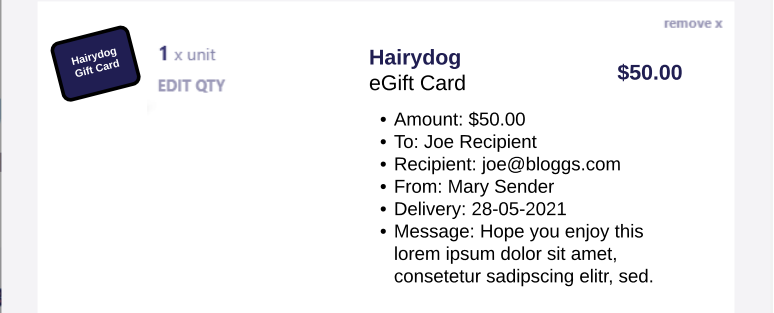 remove x
Hairydog
Gift Card
1 x unit
EDIT QTY
Hairydog
eGift Card
$50.00
• Amount: $50.00
• To: Joe Recipient
• Recipient: joe@bloggs.com
• From: Mary Sender
• Delivery: 28-05-2021
• Message: Hope you enjoy this
lorem ipsum dolor sit amet,
consetetur sadipscing elitr, sed.